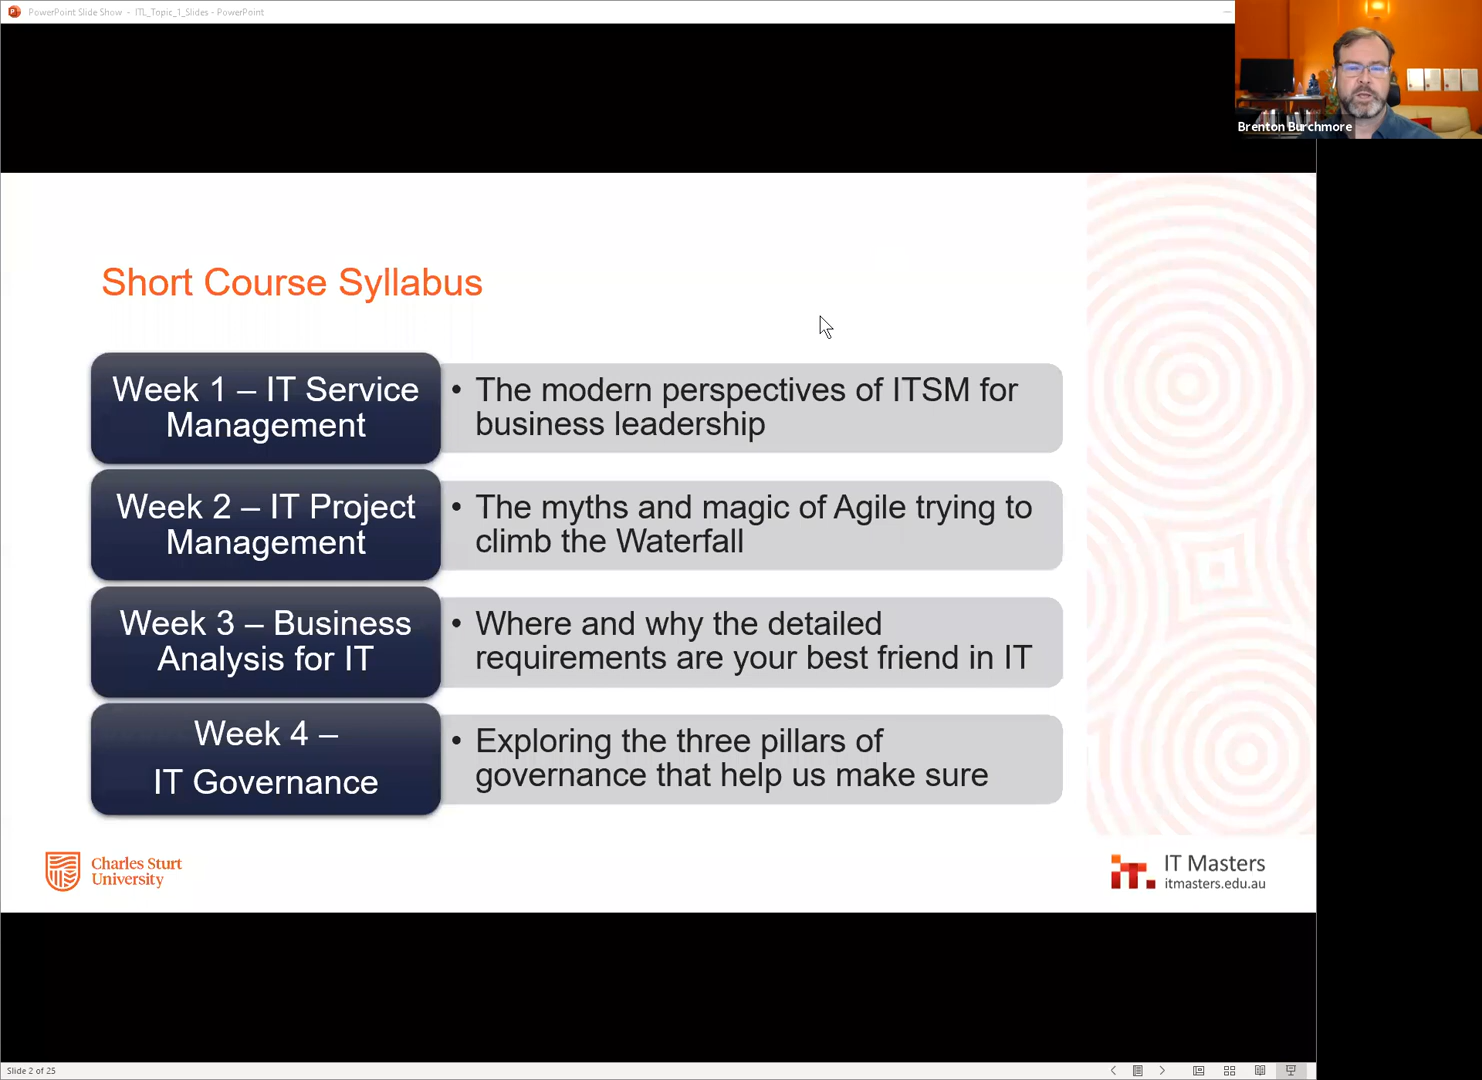 PowerPoint Slide Show - ITL_Topic_1_Slides - PowerPoint
Brenton Burchmore
Short Course Syllabus
Week 1 – IT Service
Management
• The modern perspectives of ITSM for
business leadership
Week 2 – IT Project
Management
• The myths and magic of Agile trying to
climb the Waterfall
Week 3 – Business
Analysis for IT
• Where and why the detailed
requirements are your best friend in IT
Week 4 –
IT Governance
• Exploring the three pillars of
governance that help us make sure
Charles Sturt
University
it.
IT Masters
itmasters.edu.au
Slide 2 of 25